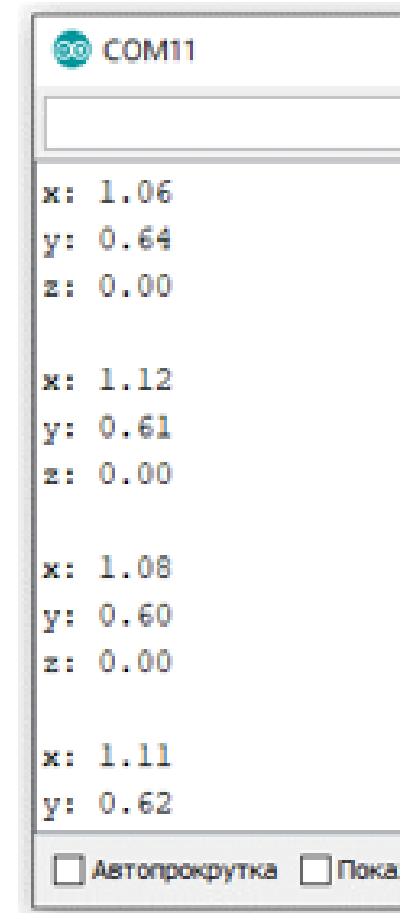 COM11
x: 1.06
y: 0.64
z: 0.00
x: 1.12
y: 0.61
z: 0.00
x: 1.08
y: 0.60
z: 0.00
x: 1.11
y: 0.62
Автопрокрутка Пока